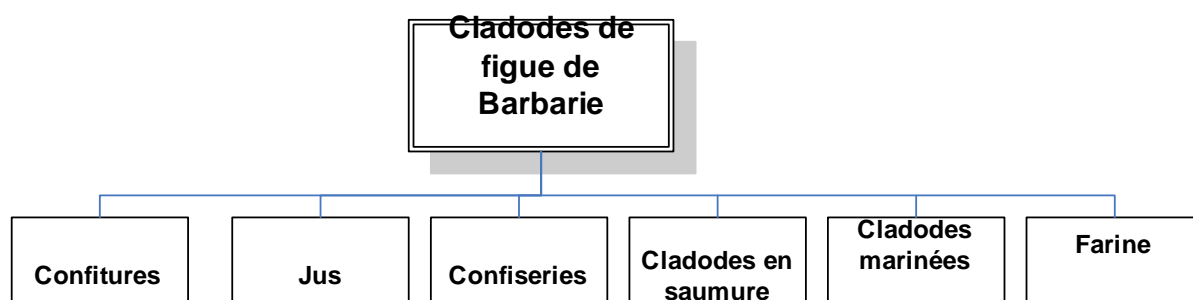 Cladodes de
figue de
Barbarie
Confitures
Jus
Confiseries
Cladodes en
saumure
Cladodes
marinées
Farine